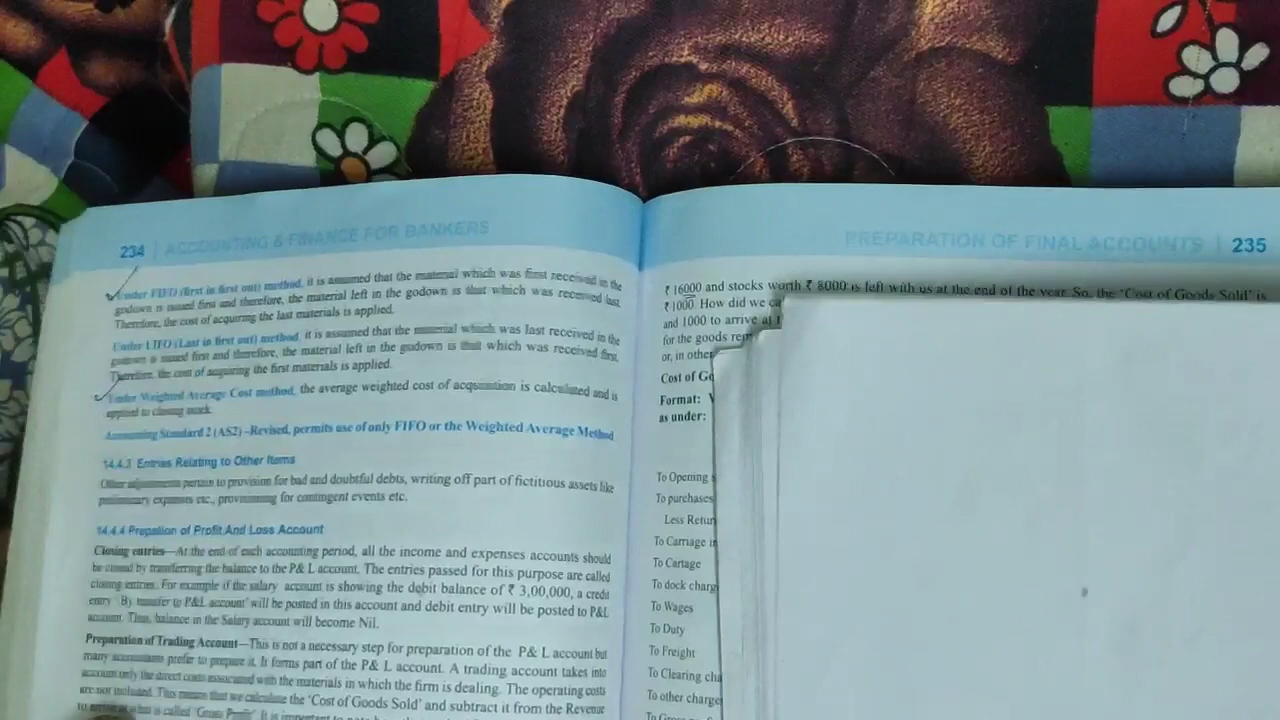 234 | ACCOUNTING & FINANCE FOR BANKERS
Under FIFO (first in first out) method, it is assumed that the material which was first received in the
godown is issued first and therefore, the material left in the godown is that which was received last.
Therefore, the cost of acquiring the last materials is applied.
Under LIFO (Last in first out) method, it is assumed that the material which was last received in the
godown is issued first and therefore, the material left in the godown is that which was received first.
Therefore, the cost of acquiring the first materials is applied.
Under Weighted Average Cost method, the average weighted cost of acqsuntion is calculated and is
applied to closing stock.
Accounting Standard 2 (AS2) –Revised, permits use of only FIFO or the Weighted Average Method
14.4.3 Entries Relating to Other Items
Other adjustments pertain to provision for bad and doubtful debts, writing off part of fictitious assets like
preliminary expenses etc., provisioning for contingent events etc.
14.4.4 Prepation of Profit And Loss Account
Closing entries—At the end of each accounting period, all the income and expenses accounts should
be closed by transferring the balance to the P& L account. The entries passed for this purpose are called
closing entries. For example if the salary account is showing the debit balance of ₹ 3,00,000, a credit
entry 'By transfer to P&L account' will be posted in this account and debit entry will be posted to P&L
account. Thus, balance in the Salary account will become Nil.
Preparation of Trading Account—This is not a necessary step for preparation of the P& L account but
many accountants prefer to prepare it. It forms part of the P& L account. A trading account takes into
account only the direct costs associated with the materials in which the firm is dealing. The operating costs
are not included. This means that we calculate the 'Cost of Goods Sold' and subtract it from the Revenue
to arrive at what is called 'Gross Profit'. It is important to note
PREPARATION OF FINAL ACCOUNTS | 235
₹ 16000 and stocks worth ₹ 8000 is left with us at the end of the year. So, the 'Cost of Goods Sold' is
₹1000. How did we
and 1000 to arrive at
for the goods
or, in other
Cost of
Format:
as under:
To Opening
To purchases
Less
To Carriage
To Cartage
To dock
To Wages
To Duty
To Freight
To Clearing
To other
To